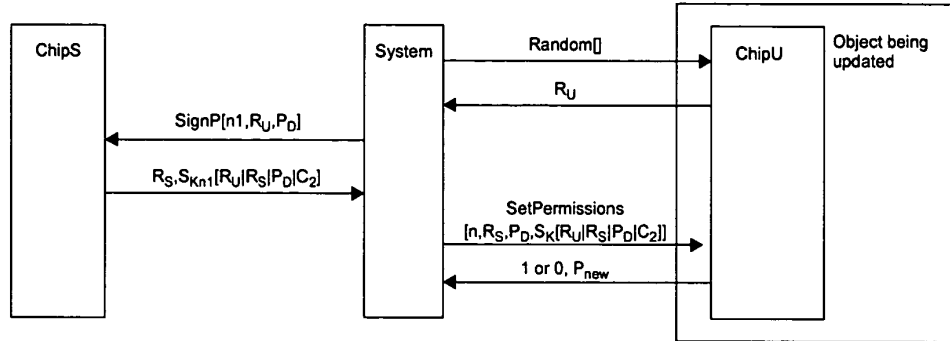 ChipS
System
ChipU
Object being
updated
Random[]
R_U
SignP[n1,R_U,P_D]
R_S,S_Kn1[R_U|R_S|P_D|C_2]
SetPermissions
[n,R_S,P_D,S_K[R_U|R_S|P_D|C_2]]
1 or 0, P_new